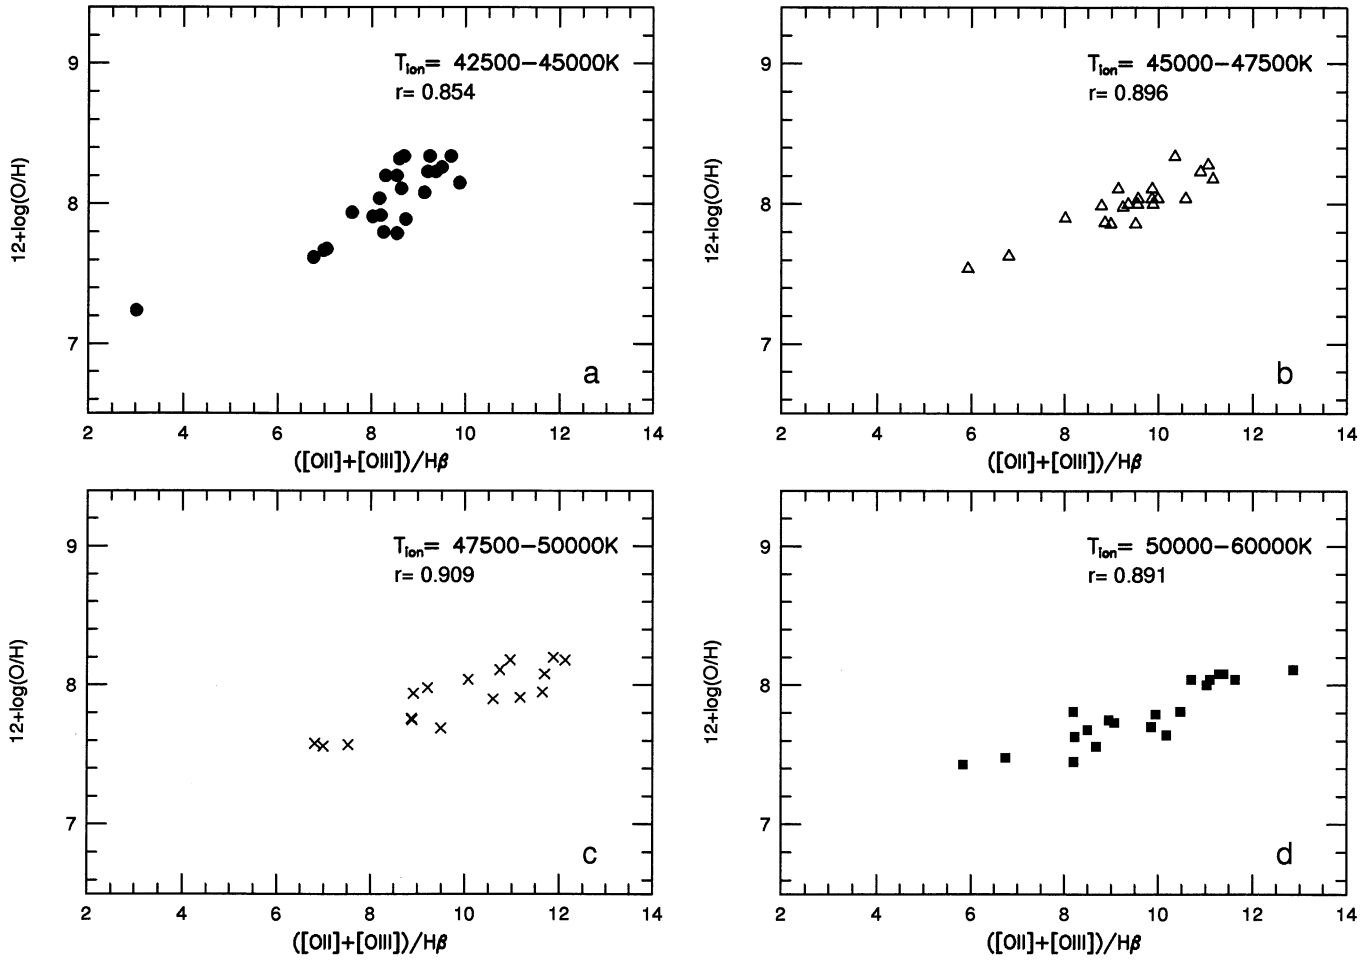 T_ion= 42500−45000K
r= 0.854
12+log(O/H)
9
8
7
a
2 4 6 8 10 12 14
([OII]+[OIII])/Hβ
T_ion= 45000−47500K
r= 0.896
12+log(O/H)
9
8
7
b
2 4 6 8 10 12 14
([OII]+[OIII])/Hβ
T_ion= 47500−50000K
r= 0.909
12+log(O/H)
9
8
7
c
2 4 6 8 10 12 14
([OII]+[OIII])/Hβ
T_ion= 50000−60000K
r= 0.891
12+log(O/H)
9
8
7
d
2 4 6 8 10 12 14
([OII]+[OIII])/Hβ